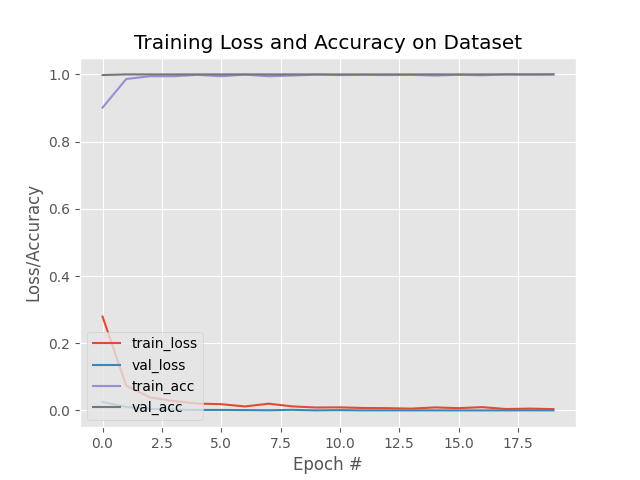 Training Loss and Accuracy on Dataset
1.0
0.8
0.6
0.4
0.2
0.0
Loss/Accuracy
train_loss
val_loss
train_acc
val_acc
0.0 2.5 5.0 7.5 10.0 12.5 15.0 17.5
Epoch #